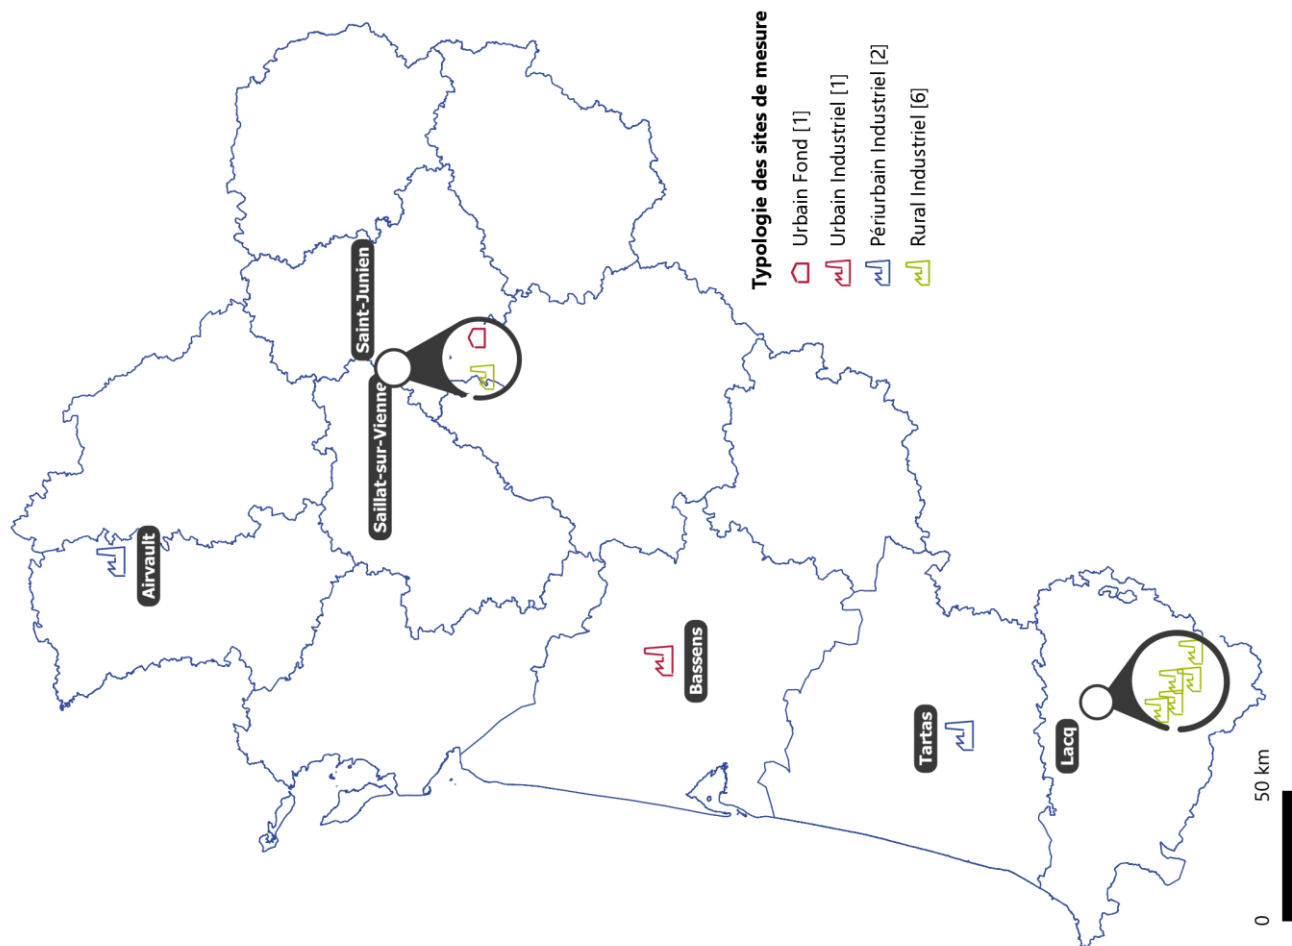 Typologie des sites de mesure
Urbain Fond [1]
Urbain Industriel [1]
Périurbain Industriel [2]
Rural Industriel [6]
Airvault
Saillat-sur-Vienne
Saint-Junien
Bassens
Tartas
Lacq
0 50 km